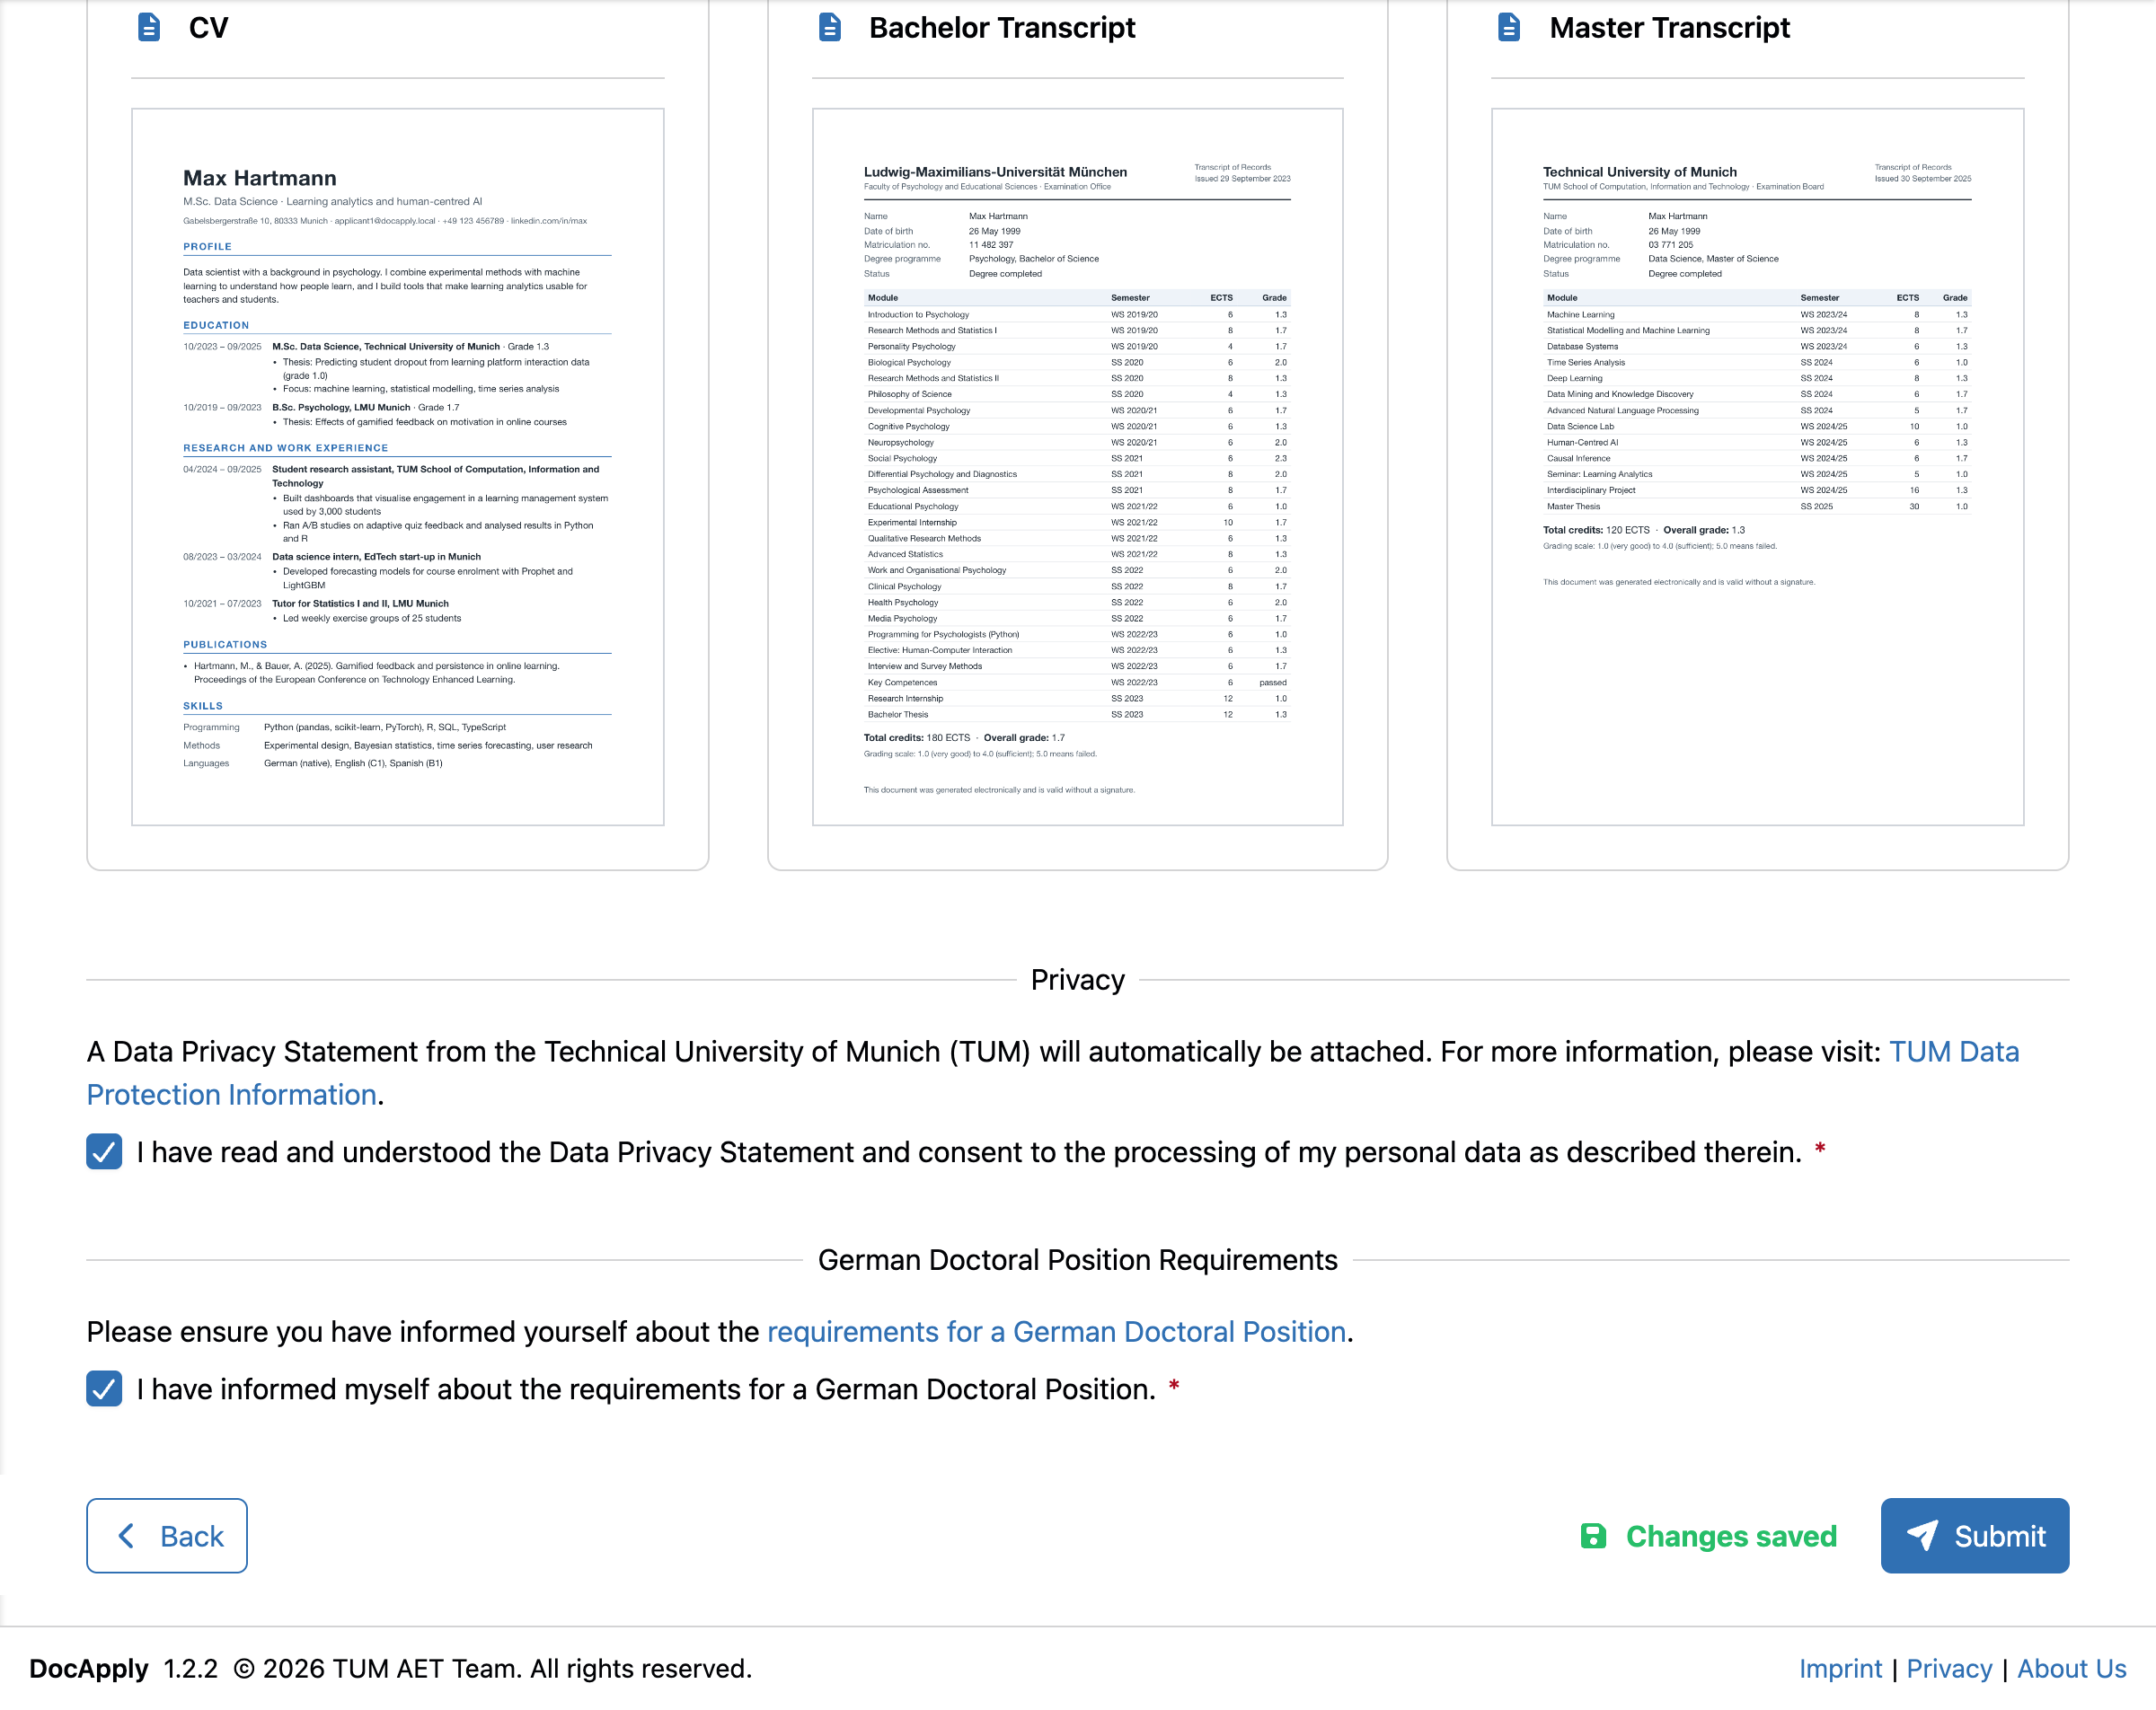 CV
Max Hartmann
M.Sc. Data Science · Learning analytics and human-centred AI
Gabelsbergerstraße 10, 80333 Munich · applicant1@docapply.local · +49 123 456789 · linkedin.com/in/max
PROFILE
Data scientist with a background in psychology. I combine experimental methods with machine
learning to understand how people learn, and I build tools that make learning analytics usable for
teachers and students.
EDUCATION
10/2023 – 09/2025 M.Sc. Data Science, Technical University of Munich · Grade 1.3
• Thesis: Predicting student dropout from learning platform interaction data
(grade 1.0)
• Focus: machine learning, statistical modelling, time series analysis
10/2019 – 09/2023 B.Sc. Psychology, LMU Munich · Grade 1.7
• Thesis: Effects of gamified feedback on motivation in online courses
RESEARCH AND WORK EXPERIENCE
04/2024 – 09/2025 Student research assistant, TUM School of Computation, Information and
Technology
• Built dashboards that visualise engagement in a learning management system
used by 3,000 students
• Ran A/B studies on adaptive quiz feedback and analysed results in Python
and R
08/2023 – 03/2024 Data science intern, EdTech start-up in Munich
• Developed forecasting models for course enrolment with Prophet and
LightGBM
10/2021 – 07/2023 Tutor for Statistics I and II, LMU Munich
• Led weekly exercise groups of 25 students
PUBLICATIONS
• Hartmann, M., & Bauer, A. (2025). Gamified feedback and persistence in online learning.
Proceedings of the European Conference on Technology Enhanced Learning.
SKILLS
Programming Python (pandas, scikit-learn, PyTorch), R, SQL, TypeScript
Methods Experimental design, Bayesian statistics, time series forecasting, user research
Languages German (native), English (C1), Spanish (B1)
Bachelor Transcript
Ludwig-Maximilians-Universität München
Faculty of Psychology and Educational Sciences · Examination Office
Transcript of Records
Issued 29 September 2023
Name Max Hartmann
Date of birth 26 May 1999
Matriculation no. 11 482 397
Degree programme Psychology, Bachelor of Science
Status Degree completed
Module Semester ECTS Grade
Introduction to Psychology WS 2019/20 6 1.3
Research Methods and Statistics I WS 2019/20 8 1.7
Personality Psychology WS 2019/20 4 1.7
Biological Psychology SS 2020 6 2.0
Research Methods and Statistics II SS 2020 8 1.3
Philosophy of Science SS 2020 4 1.3
Developmental Psychology WS 2020/21 6 1.7
Cognitive Psychology WS 2020/21 6 1.3
Neuropsychology WS 2020/21 6 2.0
Social Psychology SS 2021 6 2.3
Differential Psychology and Diagnostics SS 2021 8 2.0
Psychological Assessment SS 2021 8 1.7
Educational Psychology WS 2021/22 6 1.0
Experimental Internship WS 2021/22 10 1.7
Qualitative Research Methods WS 2021/22 6 1.3
Advanced Statistics WS 2021/22 8 1.3
Work and Organisational Psychology SS 2022 6 2.0
Clinical Psychology SS 2022 8 1.7
Health Psychology SS 2022 6 2.0
Media Psychology SS 2022 6 1.7
Programming for Psychologists (Python) WS 2022/23 6 1.0
Elective: Human-Computer Interaction WS 2022/23 6 1.3
Interview and Survey Methods WS 2022/23 6 1.7
Key Competences WS 2022/23 6 passed
Research Internship SS 2023 12 1.0
Bachelor Thesis SS 2023 12 1.3
Total credits: 180 ECTS · Overall grade: 1.7
Grading scale: 1.0 (very good) to 4.0 (sufficient); 5.0 means failed.
This document was generated electronically and is valid without a signature.
Master Transcript
Technical University of Munich
TUM School of Computation, Information and Technology · Examination Board
Transcript of Records
Issued 30 September 2025
Name Max Hartmann
Date of birth 26 May 1999
Matriculation no. 03 771 205
Degree programme Data Science, Master of Science
Status Degree completed
Module Semester ECTS Grade
Machine Learning WS 2023/24 8 1.3
Statistical Modelling and Machine Learning WS 2023/24 8 1.7
Database Systems WS 2023/24 6 1.3
Time Series Analysis SS 2024 6 1.0
Deep Learning SS 2024 8 1.3
Data Mining and Knowledge Discovery SS 2024 6 1.7
Advanced Natural Language Processing SS 2024 5 1.7
Data Science Lab WS 2024/25 10 1.0
Human-Centred AI WS 2024/25 6 1.3
Causal Inference WS 2024/25 6 1.7
Seminar: Learning Analytics WS 2024/25 5 1.0
Interdisciplinary Project WS 2024/25 16 1.3
Master Thesis SS 2025 30 1.0
Total credits: 120 ECTS · Overall grade: 1.3
Grading scale: 1.0 (very good) to 4.0 (sufficient); 5.0 means failed.
This document was generated electronically and is valid without a signature.
Privacy
A Data Privacy Statement from the Technical University of Munich (TUM) will automatically be attached. For more information, please visit: TUM Data
Protection Information.
I have read and understood the Data Privacy Statement and consent to the processing of my personal data as described therein. *
German Doctoral Position Requirements
Please ensure you have informed yourself about the requirements for a German Doctoral Position.
I have informed myself about the requirements for a German Doctoral Position. *
Back
Changes saved
Submit
DocApply 1.2.2 © 2026 TUM AET Team. All rights reserved.
Imprint | Privacy | About Us